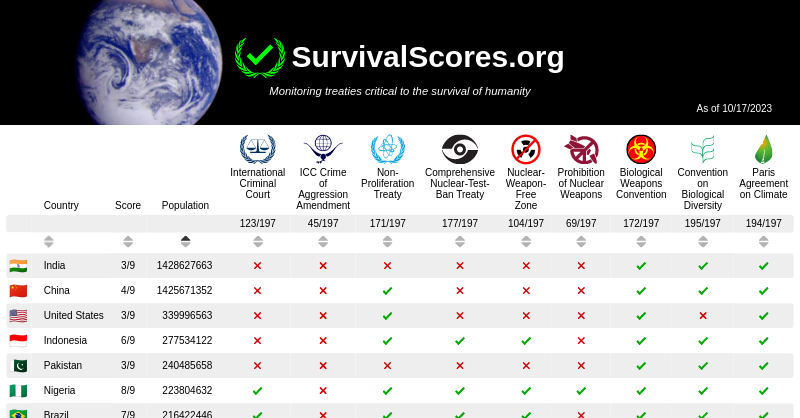 SurvivalScores.org
Monitoring treaties critical to the survival of humanity
As of 10/17/2023
Country Score Population International Criminal Court ICC Crime of Aggression Amendment Non-Proliferation Treaty Comprehensive Nuclear-Test-Ban Treaty Nuclear-Weapon-Free Zone Prohibition of Nuclear Weapons Biological Weapons Convention Convention on Biological Diversity Paris Agreement on Climate
123/197 45/197 171/197 177/197 104/197 69/197 172/197 195/197 194/197
India 3/9 1428627663
China 4/9 1425671352
United States 3/9 339996563
Indonesia 6/9 277534122
Pakistan 3/9 240485658
Nigeria 8/9 223804632
Brazil 7/9 216422446